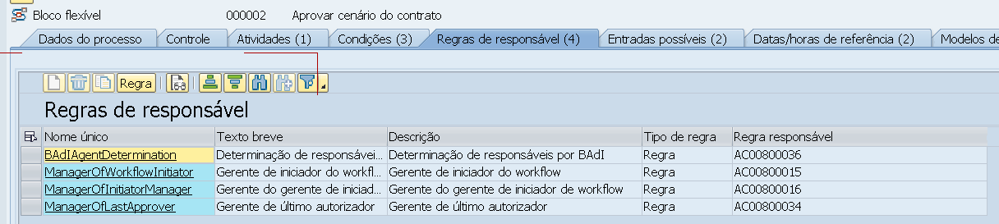 Bloco flexível 000002 Aprovar cenário do contrato
Dados do processo Controle Atividades (1) Condições (3) Regras de responsável (4) Entradas possíveis (2) Datas/horas de referência (2) Modelos de
Regra
Regras de responsável
Nome único Texto breve Descrição Tipo de regra Regra responsável
BAdIAgentDetermination Determinação de responsávei... Determinação de responsáveis por BAdI Regra AC00800036
ManagerOfWorkflowInitiator Gerente de iniciador do workfl... Gerente de iniciador do workflow Regra AC00800015
ManagerOfInitiatorManager Gerente do gerente de iniciad... Gerente do gerente de iniciador de workflow Regra AC00800016
ManagerOfLastApprover Gerente de último autorizador Gerente de último autorizador Regra AC00800034